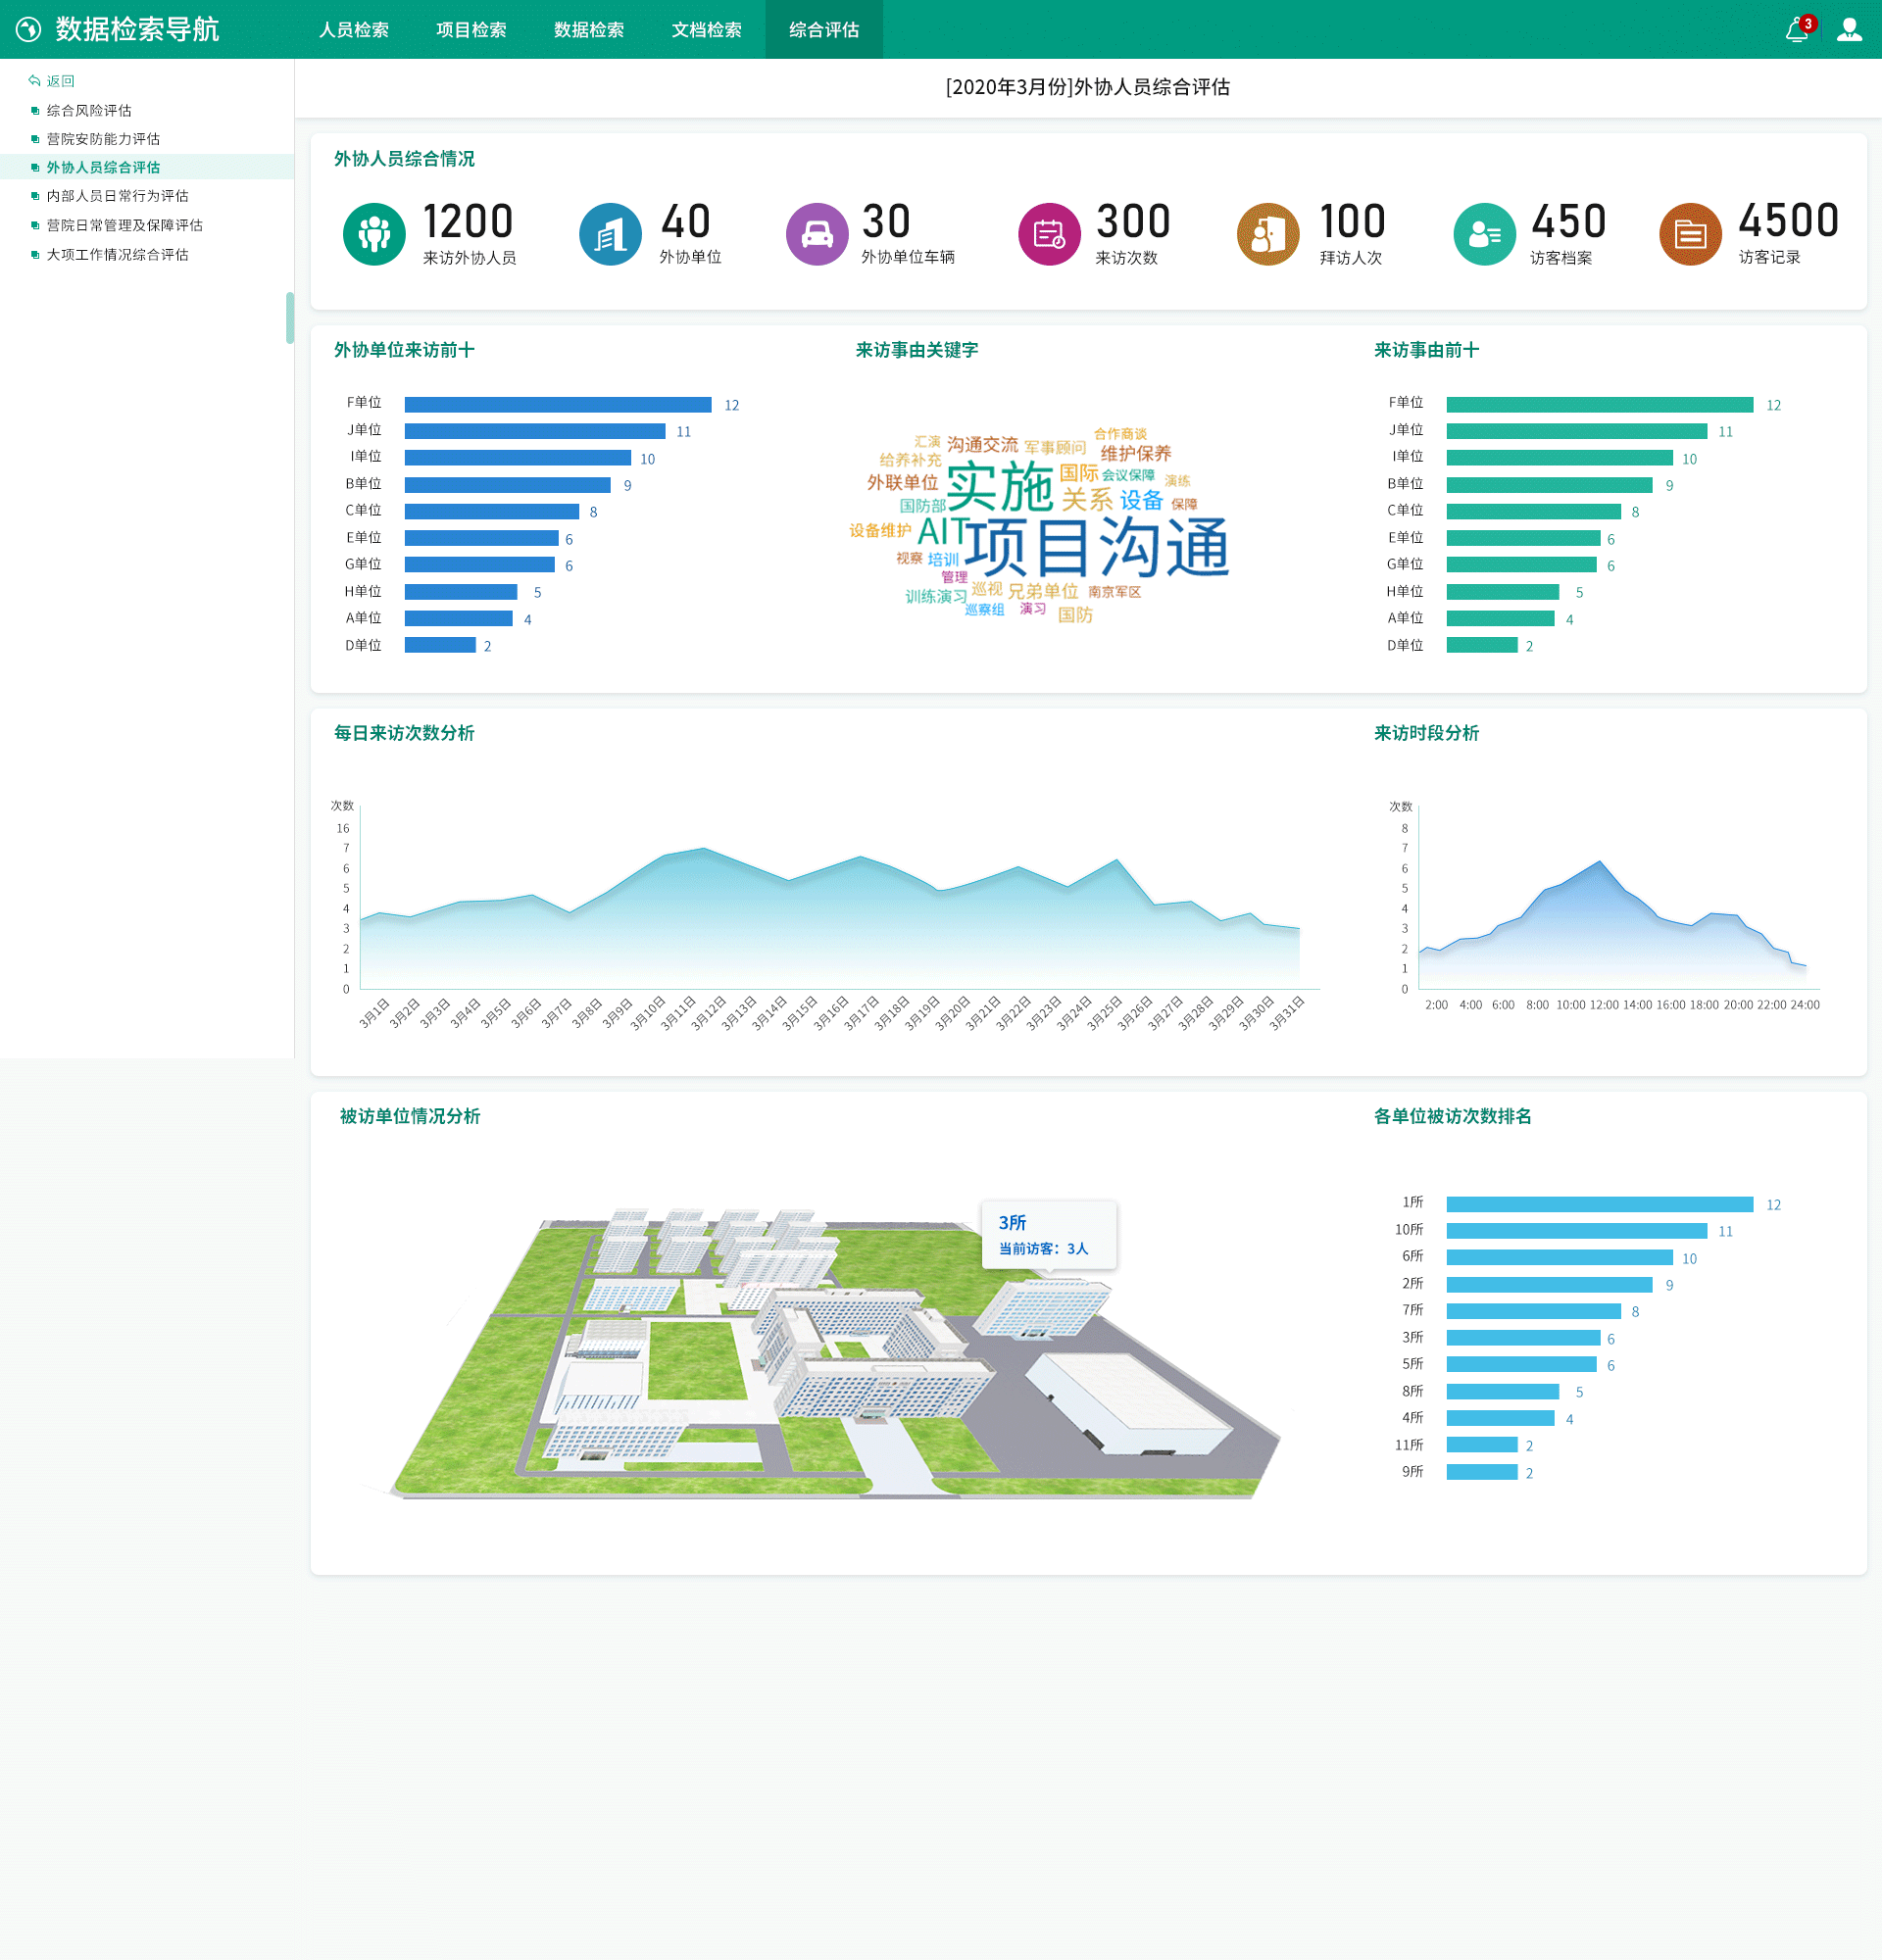 数据检索导航
人员检索
项目检索
数据检索
文档检索
综合评估
3
返回
综合风险评估
营院安防能力评估
外协人员综合评估
内部人员日常行为评估
营院日常管理及保障评估
大项工作情况综合评估
[2020年3月份]外协人员综合评估
外协人员综合情况
1200
来访外协人员
40
外协单位
30
外协单位车辆
300
来访次数
100
拜访人次
450
访客档案
4500
访客记录
外协单位来访前十
F单位 12
J单位 11
I单位 10
B单位 9
C单位 8
E单位 6
G单位 6
H单位 5
A单位 4
D单位 2
来访事由关键字
汇演
沟通交流
军事顾问
合作商谈
给养补充
维护保养
外联单位
实施
国际
会议保障
演练
国防部
关系
设备
保障
设备维护
AIT
项目沟通
视察
培训
管理
训练演习
巡视
兄弟单位
南京军区
巡察组
演习
国防
来访事由前十
F单位 12
J单位 11
I单位 10
B单位 9
C单位 8
E单位 6
G单位 6
H单位 5
A单位 4
D单位 2
每日来访次数分析
次数
16
7
6
5
4
3
2
1
0
3月1日
3月2日
3月3日
3月4日
3月5日
3月6日
3月7日
3月8日
3月9日
3月10日
3月11日
3月12日
3月13日
3月14日
3月15日
3月16日
3月17日
3月18日
3月19日
3月20日
3月21日
3月22日
3月23日
3月24日
3月25日
3月26日
3月27日
3月28日
3月29日
3月30日
3月31日
来访时段分析
次数
8
7
6
5
4
3
2
1
0
2:00 4:00 6:00 8:00 10:00 12:00 14:00 16:00 18:00 20:00 22:00 24:00
被访单位情况分析
3所
当前访客：3人
各单位被访次数排名
1所 12
10所 11
6所 10
2所 9
7所 8
3所 6
5所 6
8所 5
4所 4
11所 2
9所 2